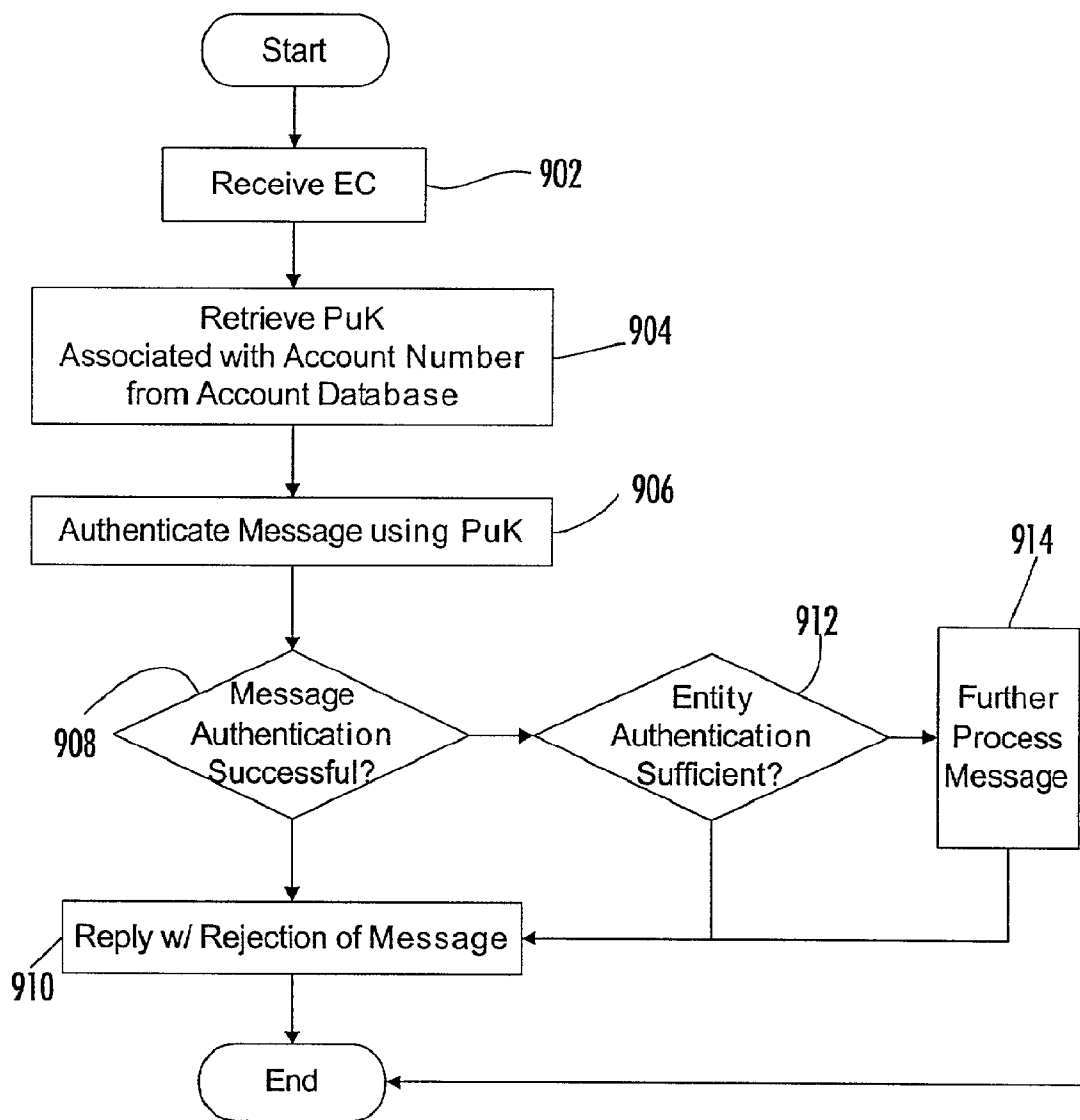 Start
Receive EC
902
Retrieve PuK
Associated with Account Number
from Account Database
904
Authenticate Message using PuK
906
Message
Authentication
Successful?
908
Entity
Authentication
Sufficient?
912
Further
Process
Message
914
Reply w/ Rejection of Message
910
End